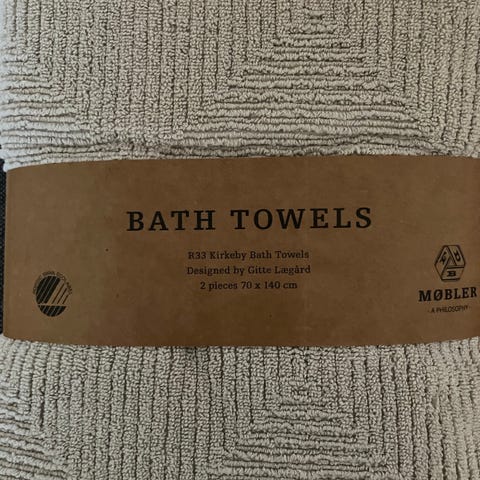 BATH TOWELS
R33 Kirkeby Bath Towels
Designed by Gitte Lægård
2 pieces 70 x 140 cm
MØBLER
- A PHILOSOPHY -